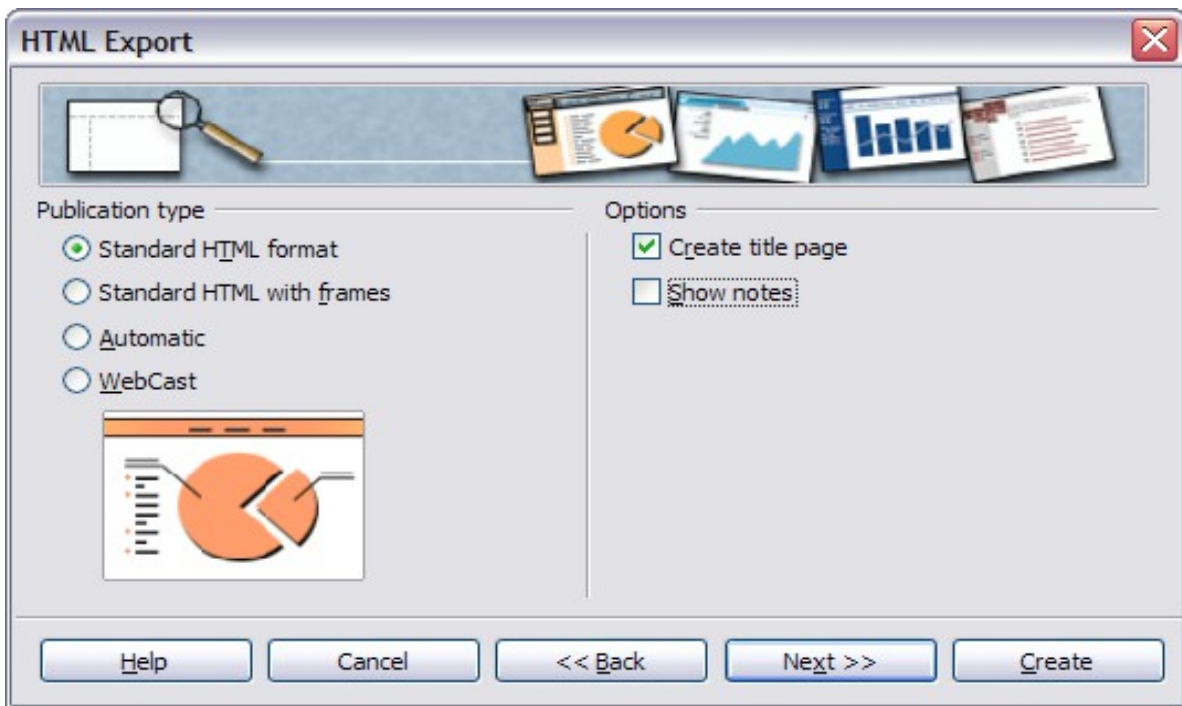 HTML Export
Publication type
Standard HTML format
Standard HTML with frames
Automatic
WebCast
Options
Create title page
Show notes
Help
Cancel
<< Back
Next >>
Create